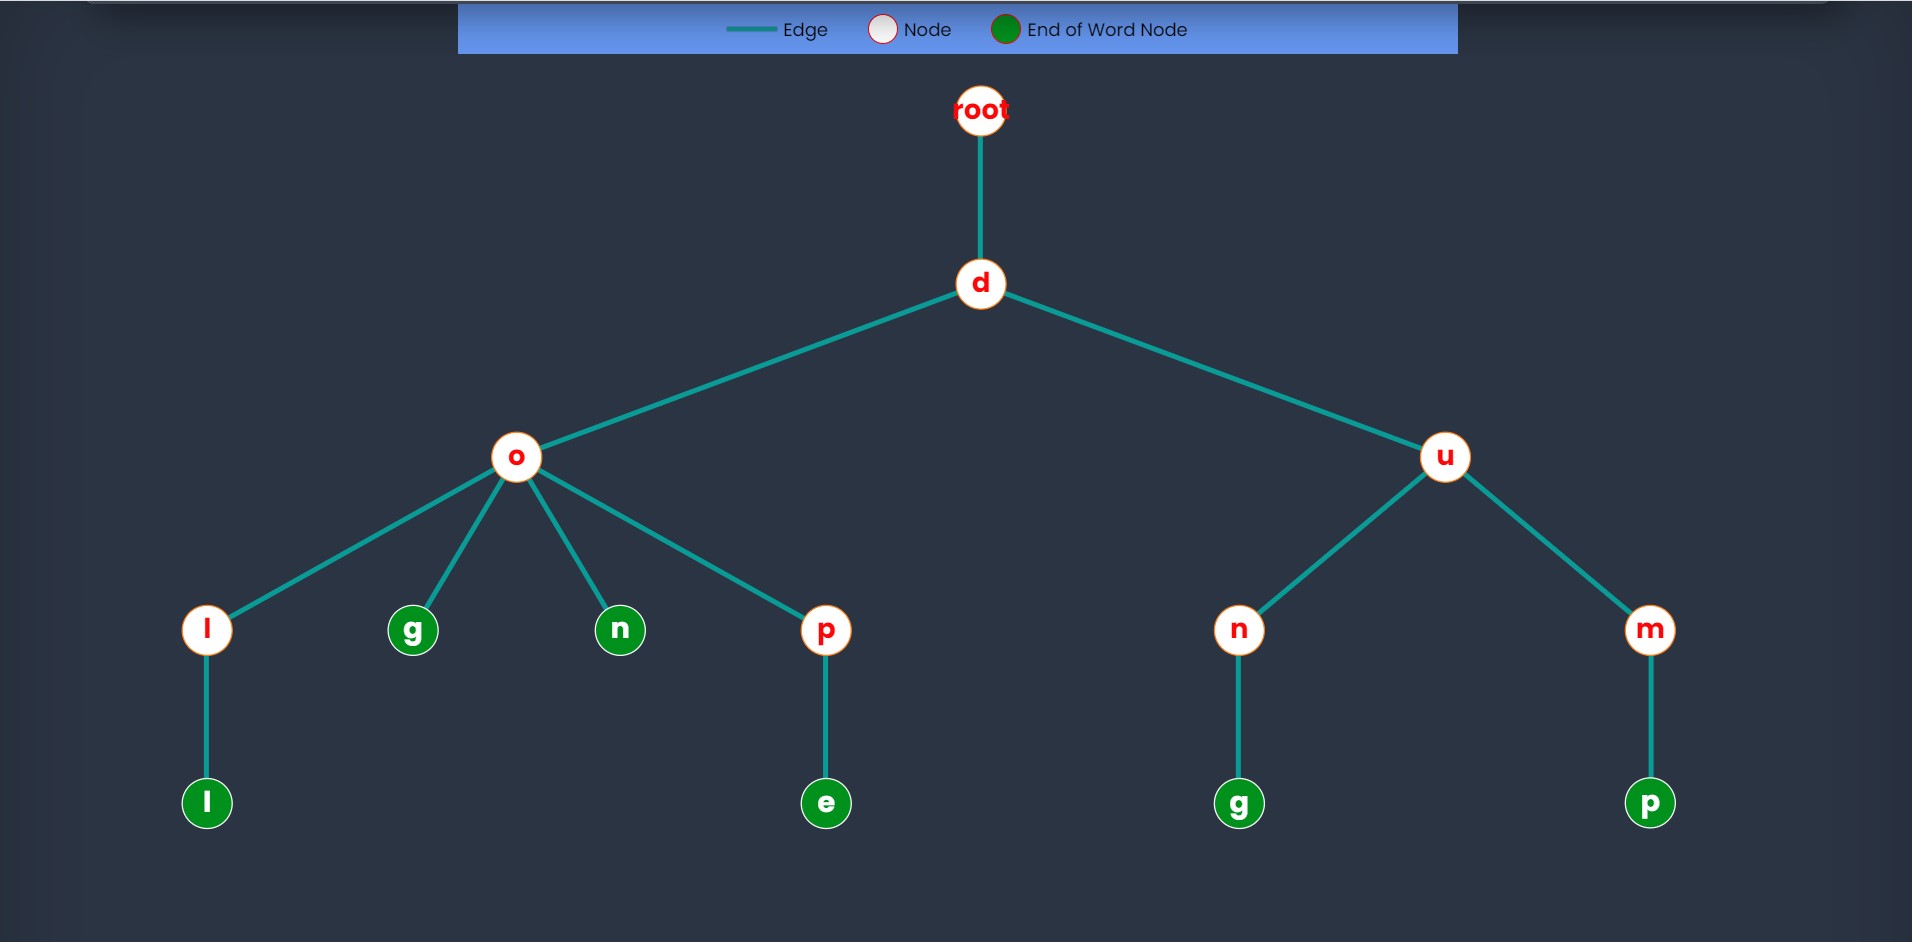 Edge Node End of Word Node
root
d
o u
l g n p n m
l e g p